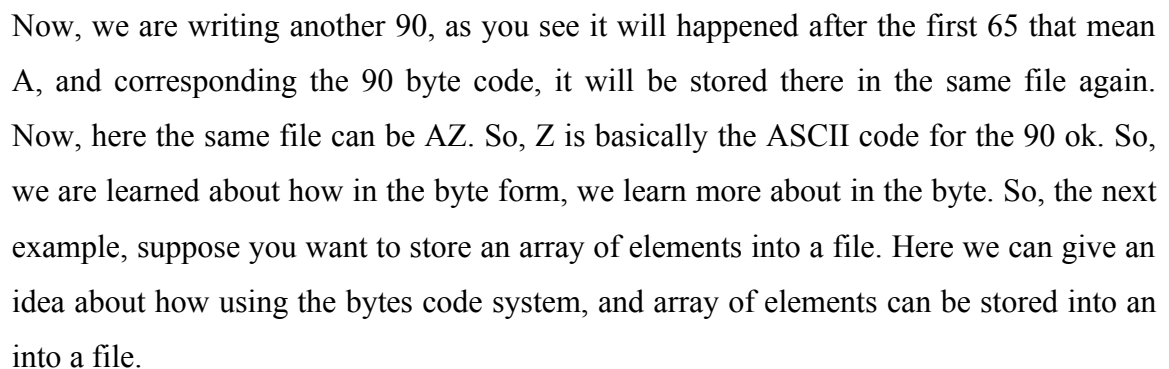 Now, we are writing another 90, as you see it will happened after the first 65 that mean
A, and corresponding the 90 byte code, it will be stored there in the same file again.
Now, here the same file can be AZ. So, Z is basically the ASCII code for the 90 ok. So,
we are learned about how in the byte form, we learn more about in the byte. So, the next
example, suppose you want to store an array of elements into a file. Here we can give an
idea about how using the bytes code system, and array of elements can be stored into an
into a file.